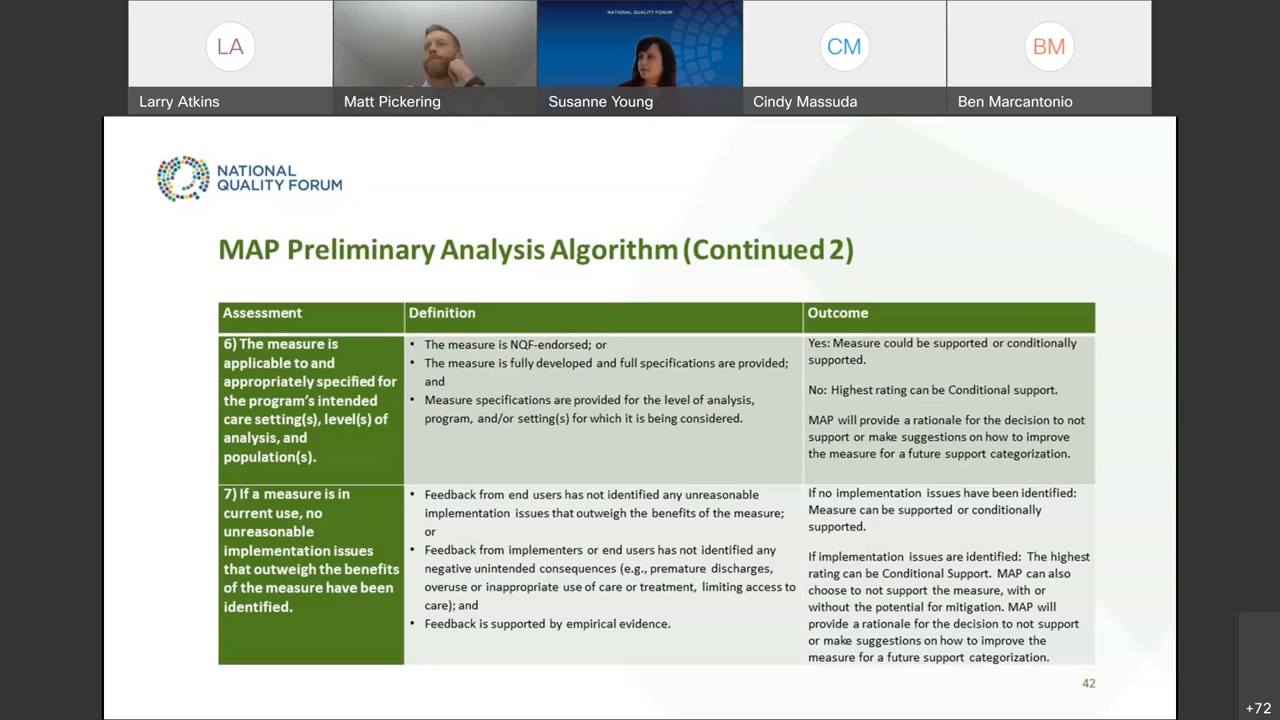 LA
NATIONAL QUALITY FORUM
CM
BM
Larry Atkins
Matt Pickering
Susanne Young
Cindy Massuda
Ben Marcantonio
NATIONAL
QUALITY FORUM
MAP Preliminary Analysis Algorithm (Continued 2)
Assessment
Definition
Outcome
6) The measure is
applicable to and
appropriately specified for
the program's intended
care setting(s), level(s) of
analysis, and
population(s).
• The measure is NQF-endorsed; or
• The measure is fully developed and full specifications are provided;
and
• Measure specifications are provided for the level of analysis,
program, and/or setting(s) for which it is being considered.
Yes: Measure could be supported or conditionally
supported.
No: Highest rating can be Conditional support.
MAP will provide a rationale for the decision to not
support or make suggestions on how to improve
the measure for a future support categorization.
7) If a measure is in
current use, no
unreasonable
implementation issues
that outweigh the benefits
of the measure have been
identified.
• Feedback from end users has not identified any unreasonable
implementation issues that outweigh the benefits of the measure;
or
• Feedback from implementers or end users has not identified any
negative unintended consequences (e.g., premature discharges,
overuse or inappropriate use of care or treatment, limiting access to
care); and
• Feedback is supported by empirical evidence.
If no implementation issues have been identified:
Measure can be supported or conditionally
supported.
If implementation issues are identified: The highest
rating can be Conditional Support. MAP can also
choose to not support the measure, with or
without the potential for mitigation. MAP will
provide a rationale for the decision to not support
or make suggestions on how to improve the
measure for a future support categorization.
42
+72